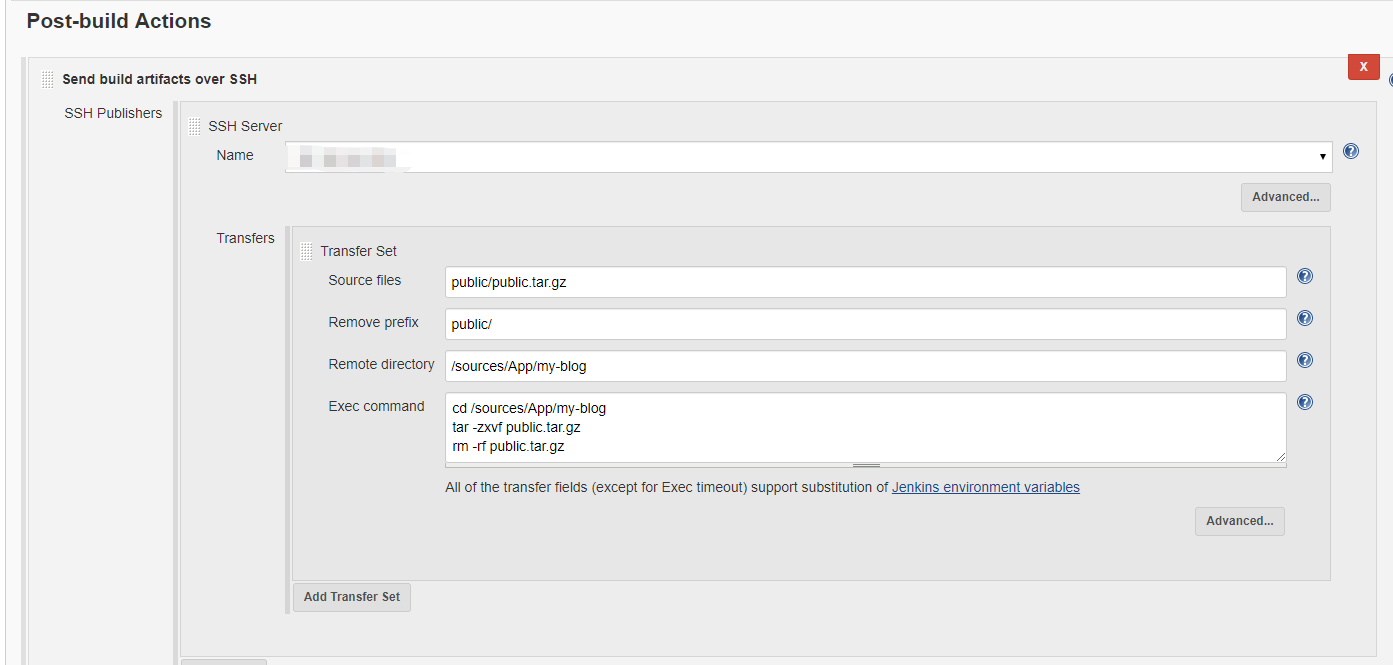 Post-build Actions
X
Send build artifacts over SSH
SSH Publishers
SSH Server
Name
Advanced...
Transfers
Transfer Set
Source files
public/public.tar.gz
Remove prefix
public/
Remote directory
/sources/App/my-blog
Exec command
cd /sources/App/my-blog
tar -zxvf public.tar.gz
rm -rf public.tar.gz
All of the transfer fields (except for Exec timeout) support substitution of Jenkins environment variables
Advanced...
Add Transfer Set